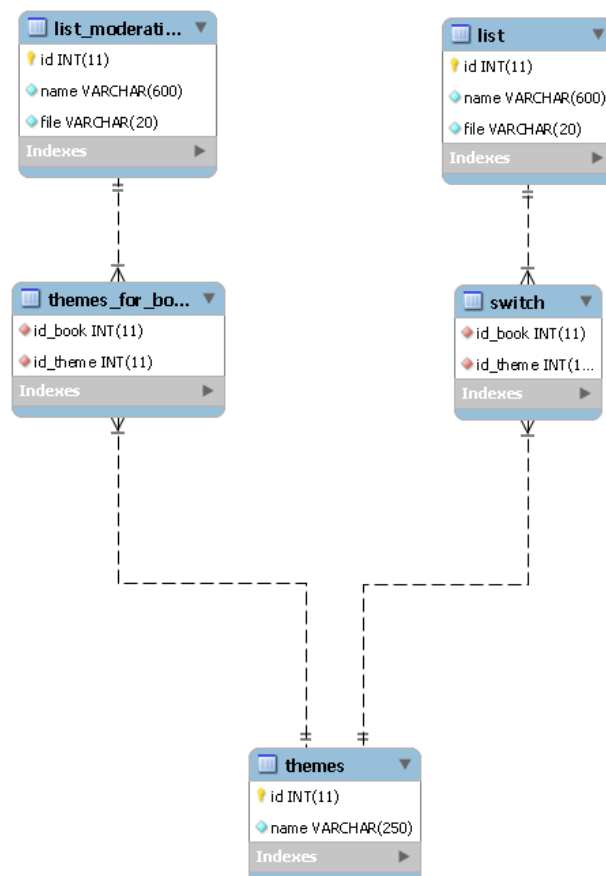 list_moderati...
id INT(11)
name VARCHAR(600)
file VARCHAR(20)
Indexes
list
id INT(11)
name VARCHAR(600)
file VARCHAR(20)
Indexes
themes_for_bo...
id_book INT(11)
id_theme INT(11)
Indexes
switch
id_book INT(11)
id_theme INT(1...
Indexes
themes
id INT(11)
name VARCHAR(250)
Indexes